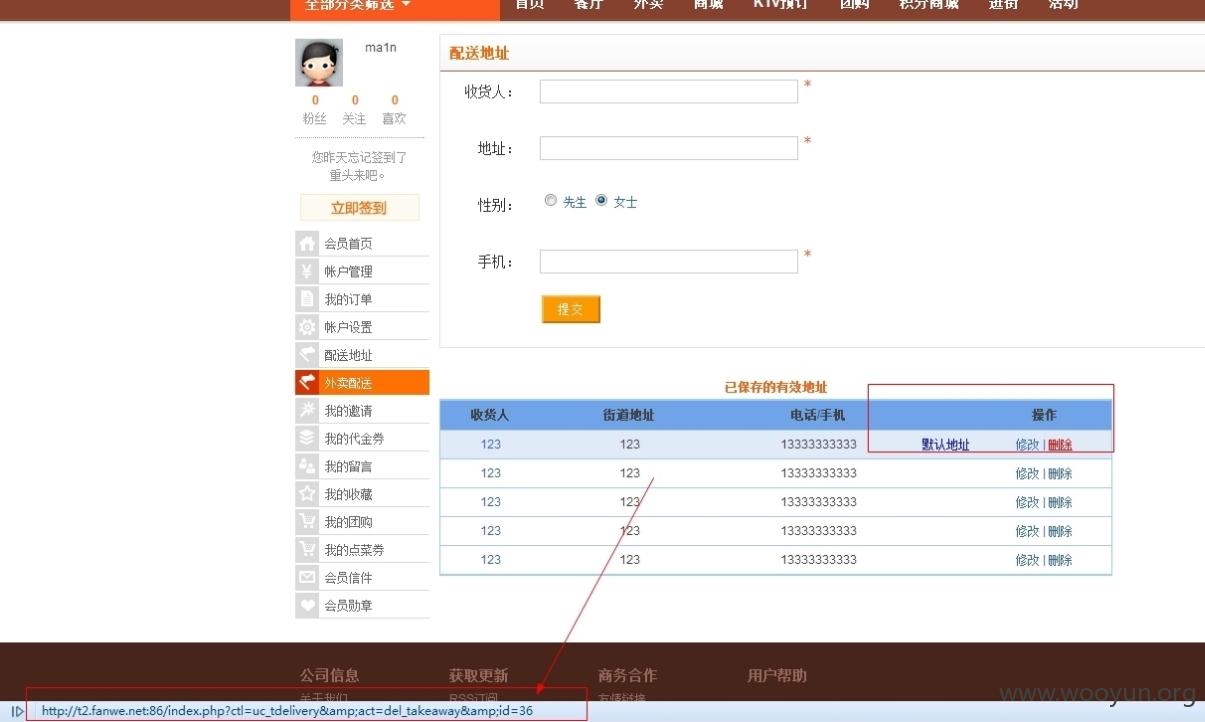 全部分类筛选 首页 客厅 外卖 商城 KTV预订 团购 积分商城 逛街 活动
ma1n
0 0 0
粉丝 关注 喜欢
您昨天忘记签到了
重头来吧。
立即签到
会员首页
帐户管理
我的订单
帐户设置
配送地址
外卖配送
我的邀请
我的代金券
我的留言
我的收藏
我的团购
我的点菜券
会员信件
会员勋章
配送地址
收货人： *
地址： *
性别： 先生 女士
手机： *
提交
已保存的有效地址
收货人 街道地址 电话/手机 操作
123 123 13333333333 默认地址 修改 | 删除
123 123 13333333333 修改 | 删除
123 123 13333333333 修改 | 删除
123 123 13333333333 修改 | 删除
123 123 13333333333 修改 | 删除
公司信息 获取更新 商务合作 用户帮助
关于我们 RSS订阅 友情链接
www.wooyun.org
http://t2.fanwe.net:86/index.php?ctl=uc_tdelivery&amp;act=del_takeaway&amp;id=36